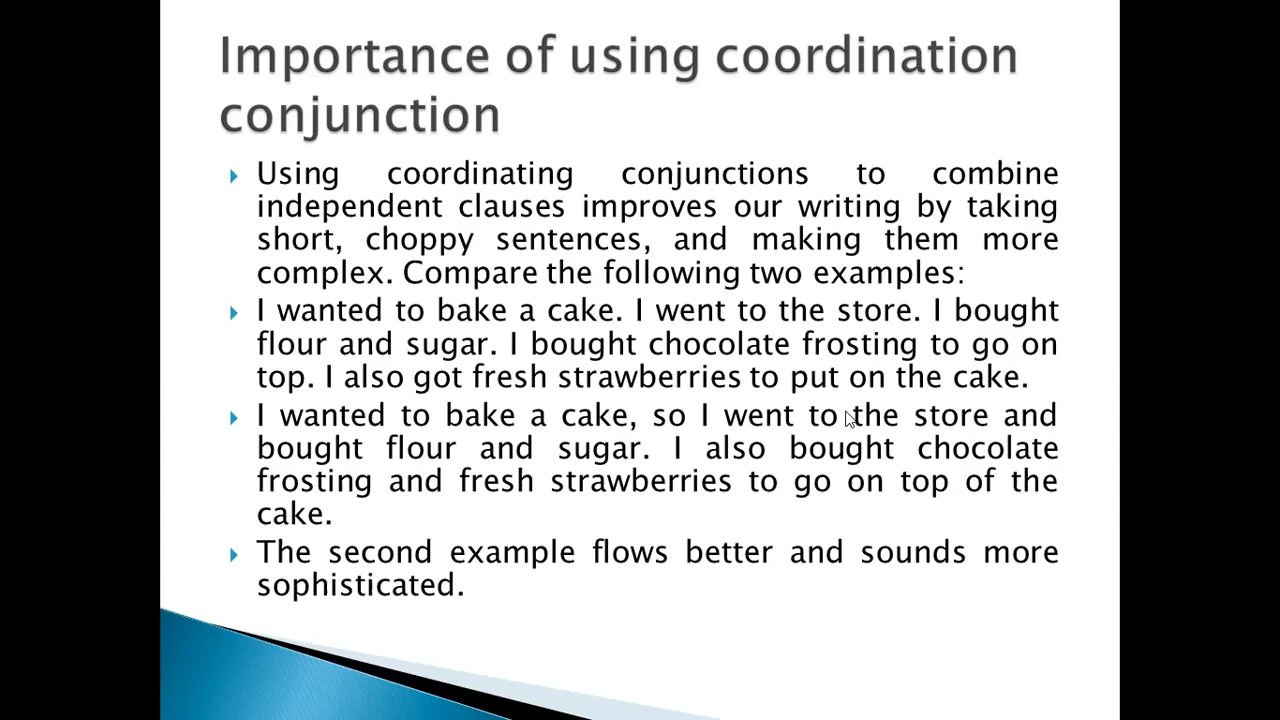 Importance of using coordination
conjunction
Using coordinating conjunctions to combine
independent clauses improves our writing by taking
short, choppy sentences, and making them more
complex. Compare the following two examples:
I wanted to bake a cake. I went to the store. I bought
flour and sugar. I bought chocolate frosting to go on
top. I also got fresh strawberries to put on the cake.
I wanted to bake a cake, so I went to the store and
bought flour and sugar. I also bought chocolate
frosting and fresh strawberries to go on top of the
cake.
The second example flows better and sounds more
sophisticated.